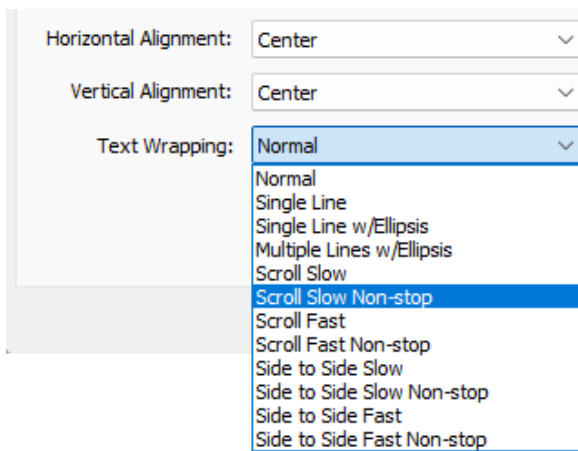 Horizontal Alignment: Center
Vertical Alignment: Center
Text Wrapping: Normal
Normal
Single Line
Single Line w/Ellipsis
Multiple Lines w/Ellipsis
Scroll Slow
Scroll Slow Non-stop
Scroll Fast
Scroll Fast Non-stop
Side to Side Slow
Side to Side Slow Non-stop
Side to Side Fast
Side to Side Fast Non-stop